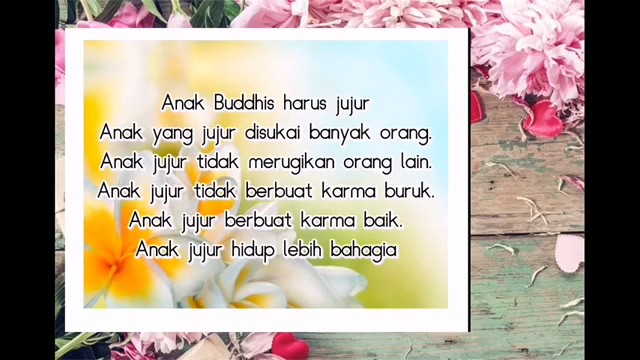 Anak Buddhis harus jujur
Anak yang jujur disukai banyak orang.
Anak jujur tidak merugikan orang lain.
Anak jujur tidak berbuat karma buruk.
Anak jujur berbuat karma baik.
Anak jujur hidup lebih bahagia